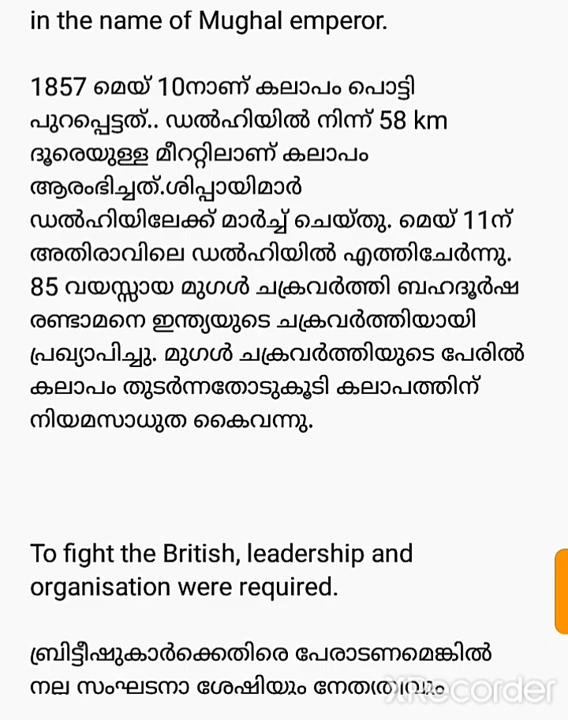 in the name of Mughal emperor.
1857 മെയ് 10നാണ് കലാപം പൊട്ടി
പുറപ്പെട്ടത്.. ഡൽഹിയിൽ നിന്ന് 58 km
ദൂരെയുള്ള മീററ്റിലാണ് കലാപം
ആരംഭിച്ചത്.ശിപ്പായിമാർ
ഡൽഹിയിലേക്ക് മാർച്ച് ചെയ്തു. മെയ് 11ന്
അതിരാവിലെ ഡൽഹിയിൽ എത്തിചേർന്നു.
85 വയസ്സായ മുഗൾ ചക്രവർത്തി ബഹദൂർഷ
രണ്ടാമനെ ഇന്ത്യയുടെ ചക്രവർത്തിയായി
പ്രഖ്യാപിച്ചു. മുഗൾ ചക്രവർത്തിയുടെ പേരിൽ
കലാപം തുടർന്നതോടുകൂടി കലാപത്തിന്
നിയമസാധുത കൈവന്നു.
To fight the British, leadership and
organisation were required.
ബ്രിട്ടീഷുകാർക്കെതിരെ പേരാടണമെങ്കിൽ
നല്ല സംഘടനാ ശേഷിയും നേതൃത്വവും
XRecorder